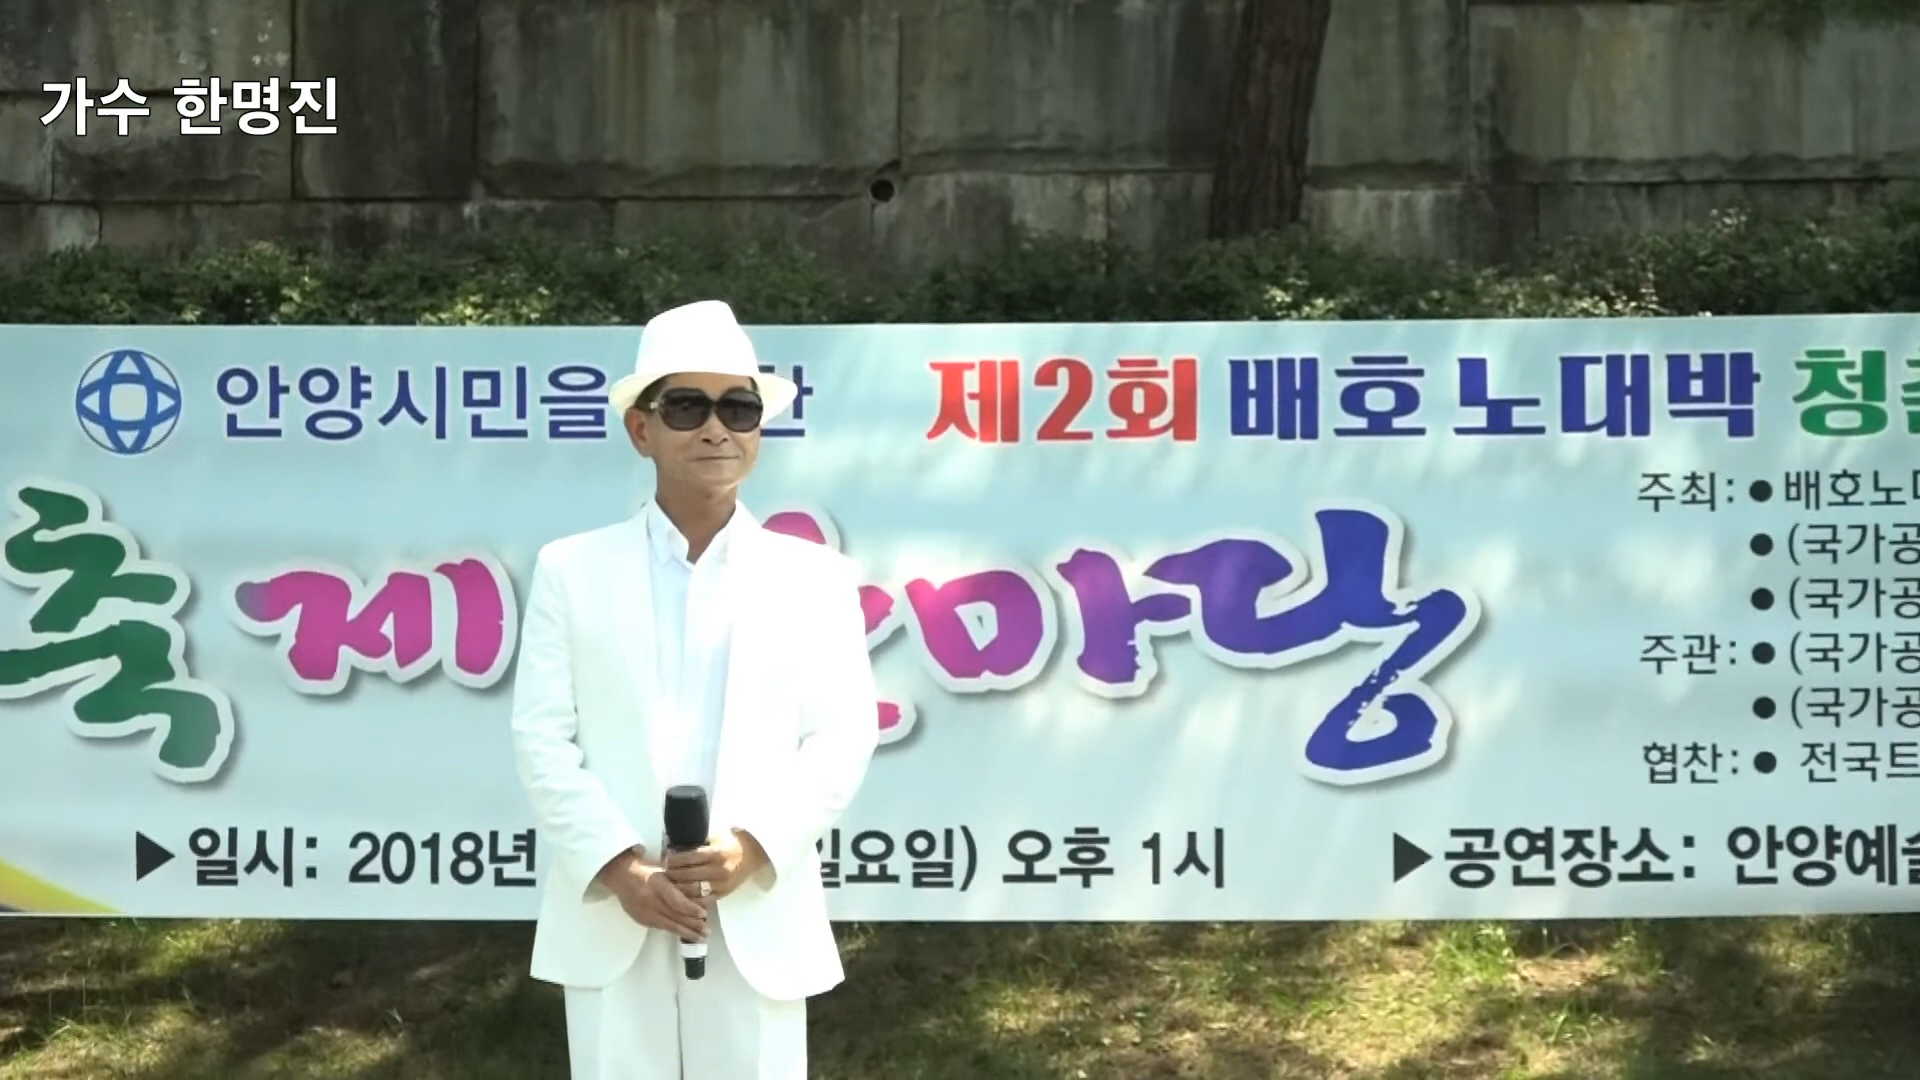 가수 한명진
안양시민을 제2회 배호 노대박
축제 마당
주최: ● 배호노
● (국가공
● (국가공
주관: ● (국가공
● (국가공
협찬: ● 전국트
▶일시: 2018년 일요일) 오후 1시 ▶공연장소: 안양예술